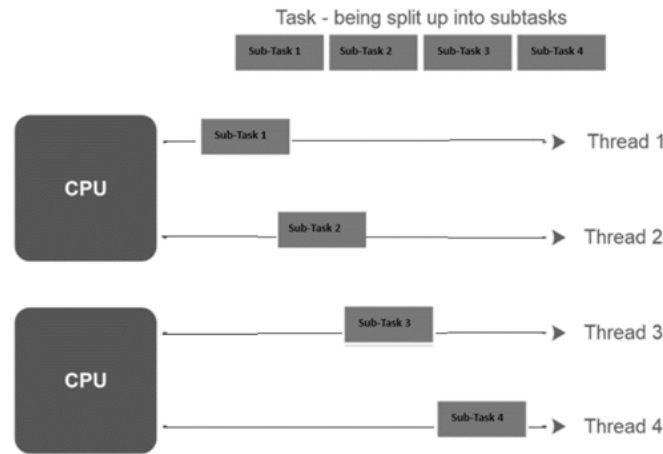 Task - being split up into subtasks
Sub-Task 1 Sub-Task 2 Sub-Task 3 Sub-Task 4
CPU
Sub-Task 1
Thread 1
Sub-Task 2
Thread 2
CPU
Sub-Task 3
Thread 3
Sub-Task 4
Thread 4